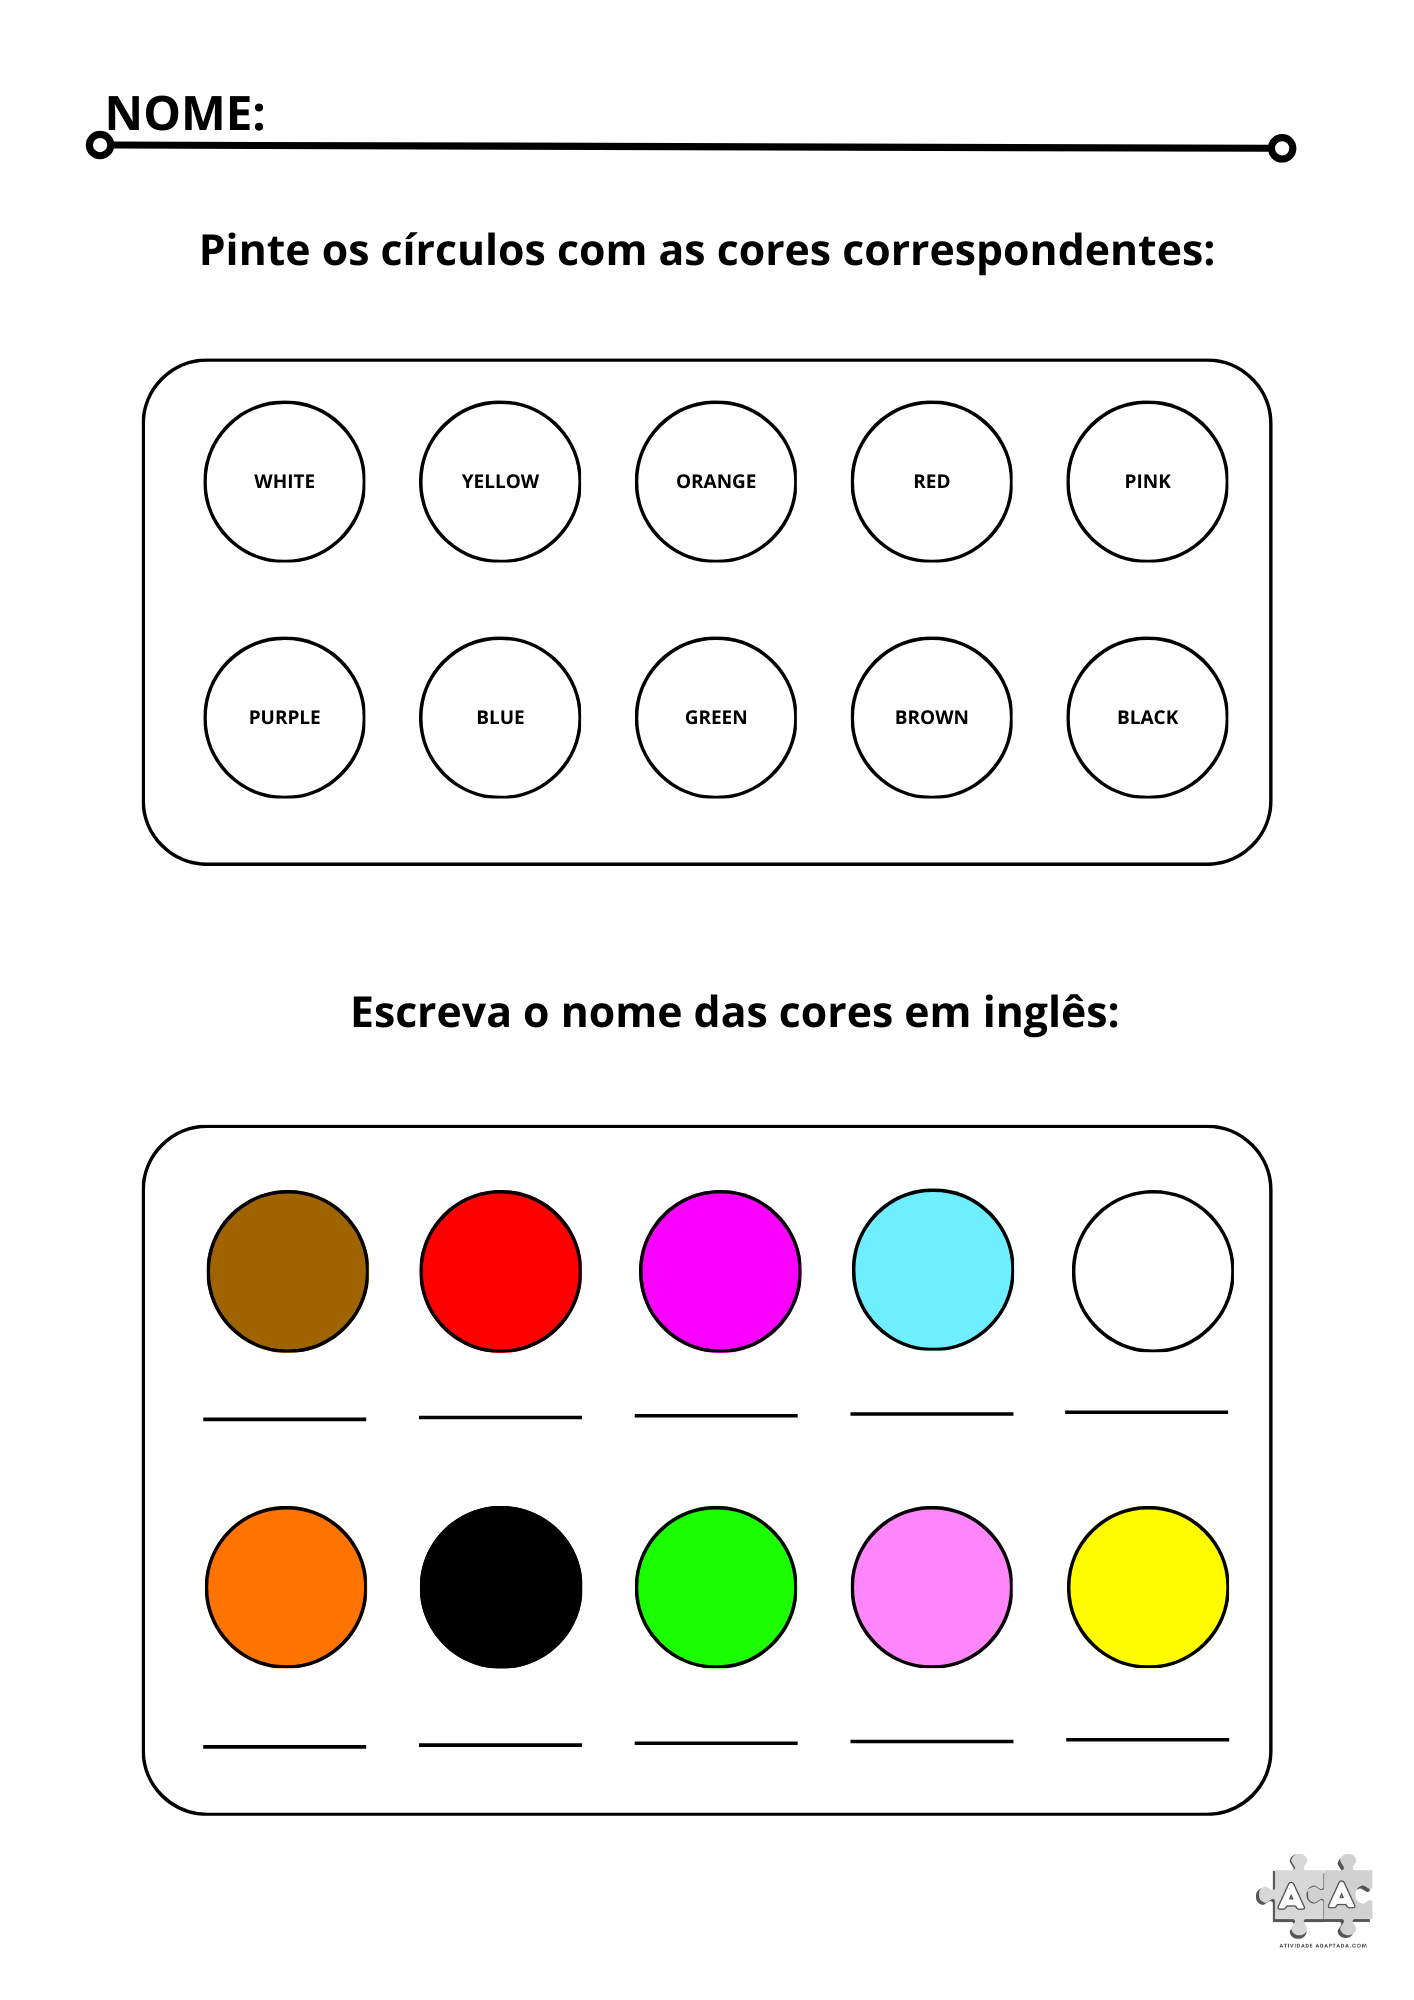 NOME:
Pinte os círculos com as cores correspondentes:
WHITE YELLOW ORANGE RED PINK
PURPLE BLUE GREEN BROWN BLACK
Escreva o nome das cores em inglês:
A A
ATIVIDADE ADAPTADA.COM